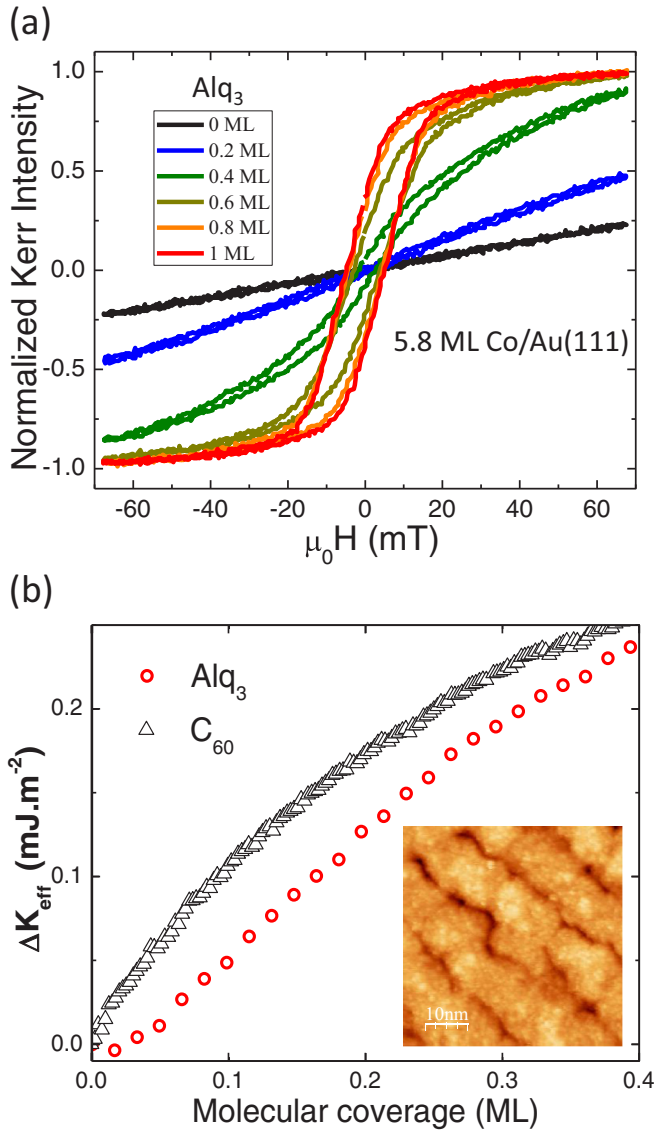 (a)
Normalized Kerr Intensity
1.0
0.5
0.0
-0.5
-1.0
Alq₃
0 ML
0.2 ML
0.4 ML
0.6 ML
0.8 ML
1 ML
5.8 ML Co/Au(111)
-60 -40 -20 0 20 40 60
μ₀H (mT)
(b)
ΔK_eff (mJ.m⁻²)
0.2
0.1
0.0
Alq₃
C₆₀
10nm
0.0 0.1 0.2 0.3 0.4
Molecular coverage (ML)